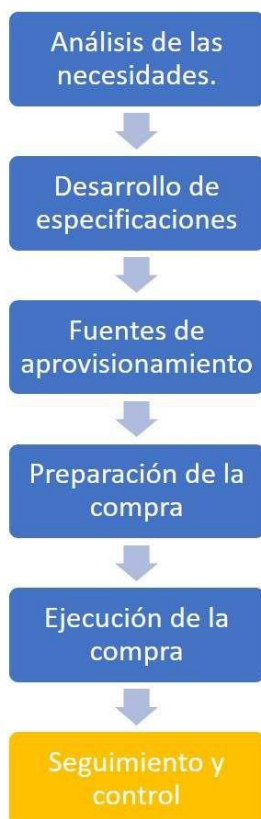 Análisis de las
necesidades.
Desarrollo de
especificaciones
Fuentes de
aprovisionamiento
Preparación de la
compra
Ejecución de la
compra
Seguimiento y
control